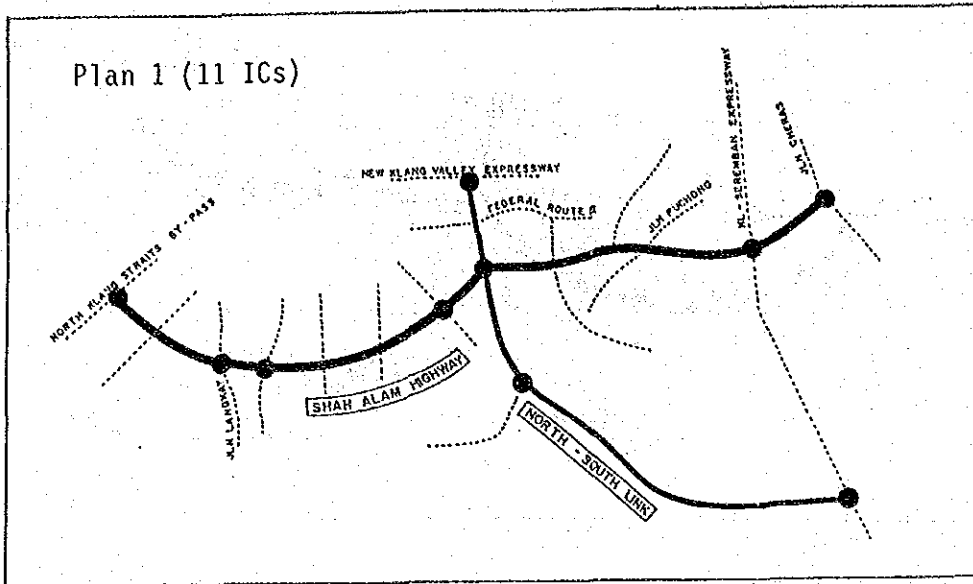 Plan 1 (11 ICs)
NEW KLANG VALLEY EXPRESSWAY
FEDERAL ROUTE 2
JLN PUCHONG
KL - SEREMBAN EXPRESSWAY
JLN CHERAS
NORTH KLANG STRAITS BY-PASS
JLN LANGHAT
SHAH ALAM HIGHWAY
NORTH - SOUTH LINK